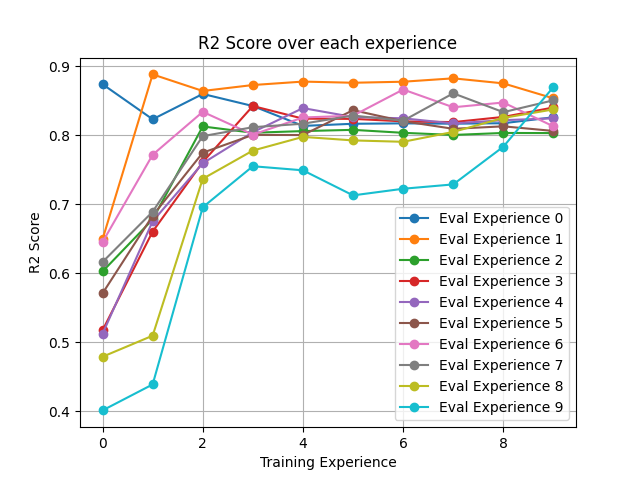 R2 Score over each experience
R2 Score
0.9
0.8
0.7
0.6
0.5
0.4
0
2
4
6
8
Training Experience
Eval Experience 0
Eval Experience 1
Eval Experience 2
Eval Experience 3
Eval Experience 4
Eval Experience 5
Eval Experience 6
Eval Experience 7
Eval Experience 8
Eval Experience 9